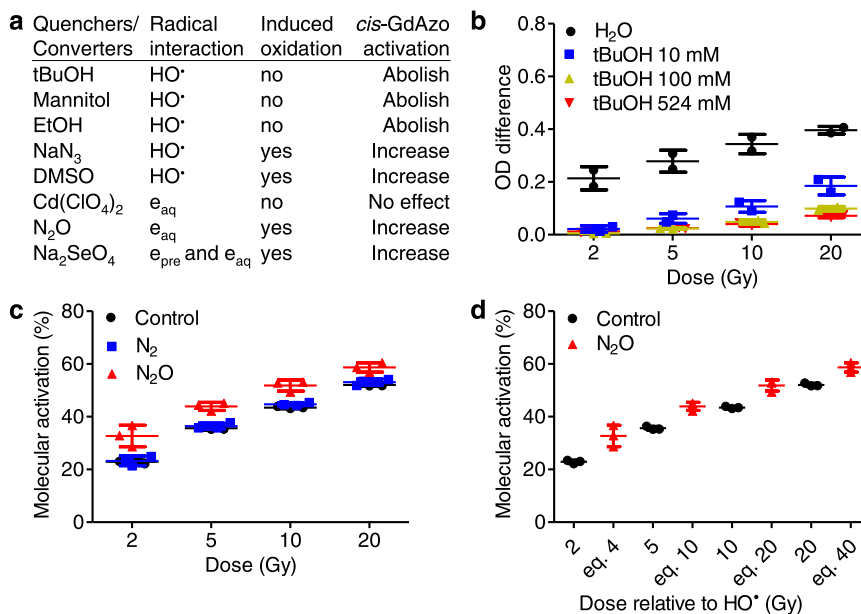 a
Quenchers/ Radical Induced cis-GdAzo
Converters interaction oxidation activation
tBuOH HO• no Abolish
Mannitol HO• no Abolish
EtOH HO• no Abolish
NaN₃ HO• yes Increase
DMSO HO• yes Increase
Cd(ClO₄)₂ eaq no No effect
N₂O eaq yes Increase
Na₂SeO₄ epre and eaq yes Increase
b
H₂O
tBuOH 10 mM
tBuOH 100 mM
tBuOH 524 mM
OD difference
0.8
0.6
0.4
0.2
0.0
2 5 10 20
Dose (Gy)
c
Control
N₂
N₂O
Molecular activation (%)
80
60
40
20
0
2 5 10 20
Dose (Gy)
d
Control
N₂O
Molecular activation (%)
80
60
40
20
0
2 eq. 4 5 eq. 10 10 eq. 20 20 eq. 40
Dose relative to HO• (Gy)